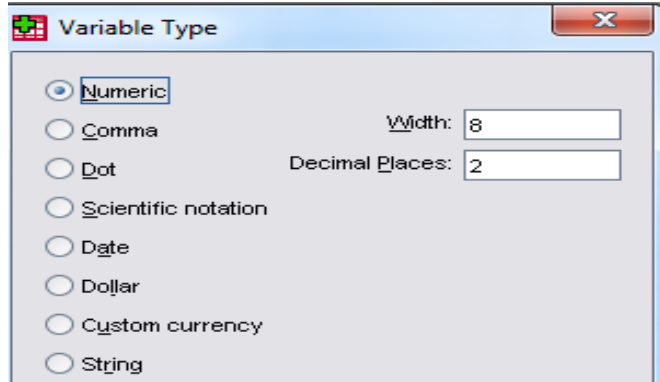 Variable Type
Numeric
Comma
Width: 8
Dot
Decimal Places: 2
Scientific notation
Date
Dollar
Custom currency
String